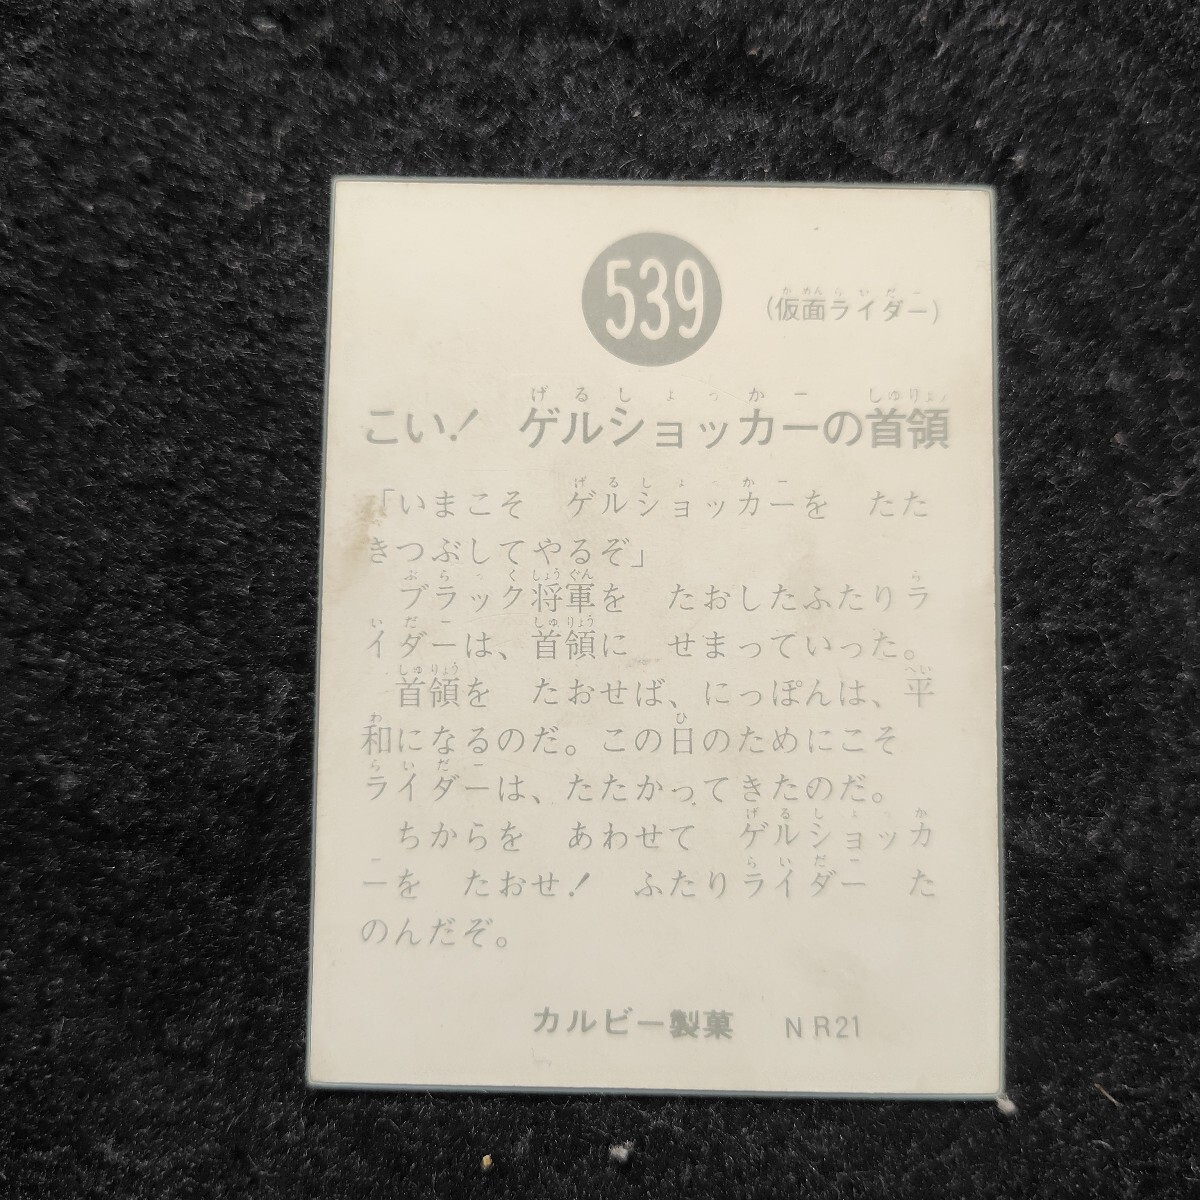 539
(仮面ライダー)
こい! ゲルショッカーの首領
「いまこそ ゲルショッカーを たた
きつぶしてやるぞ」
ブラック将軍を たおしたふたりラ
イダーは、首領に せまっていった。
首領を たおせば、にっぽんは、平
和になるのだ。この日のためにこそ
ライダーは、たたかってきたのだ。
ちからを あわせて ゲルショッカ
ーを たおせ! ふたりライダー た
のんだぞ。
カルビー製菓 NR21